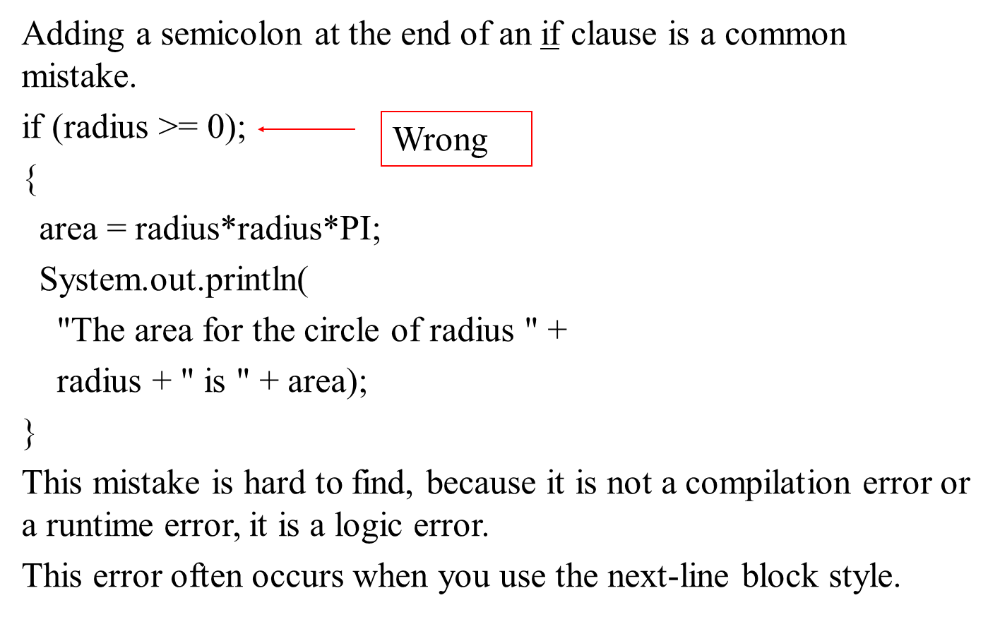 Adding a semicolon at the end of an if clause is a common
mistake.
if (radius >= 0);
Wrong
{
area = radius*radius*PI;
System.out.println(
"The area for the circle of radius " +
radius + " is " + area);
}
This mistake is hard to find, because it is not a compilation error or
a runtime error, it is a logic error.
This error often occurs when you use the next-line block style.